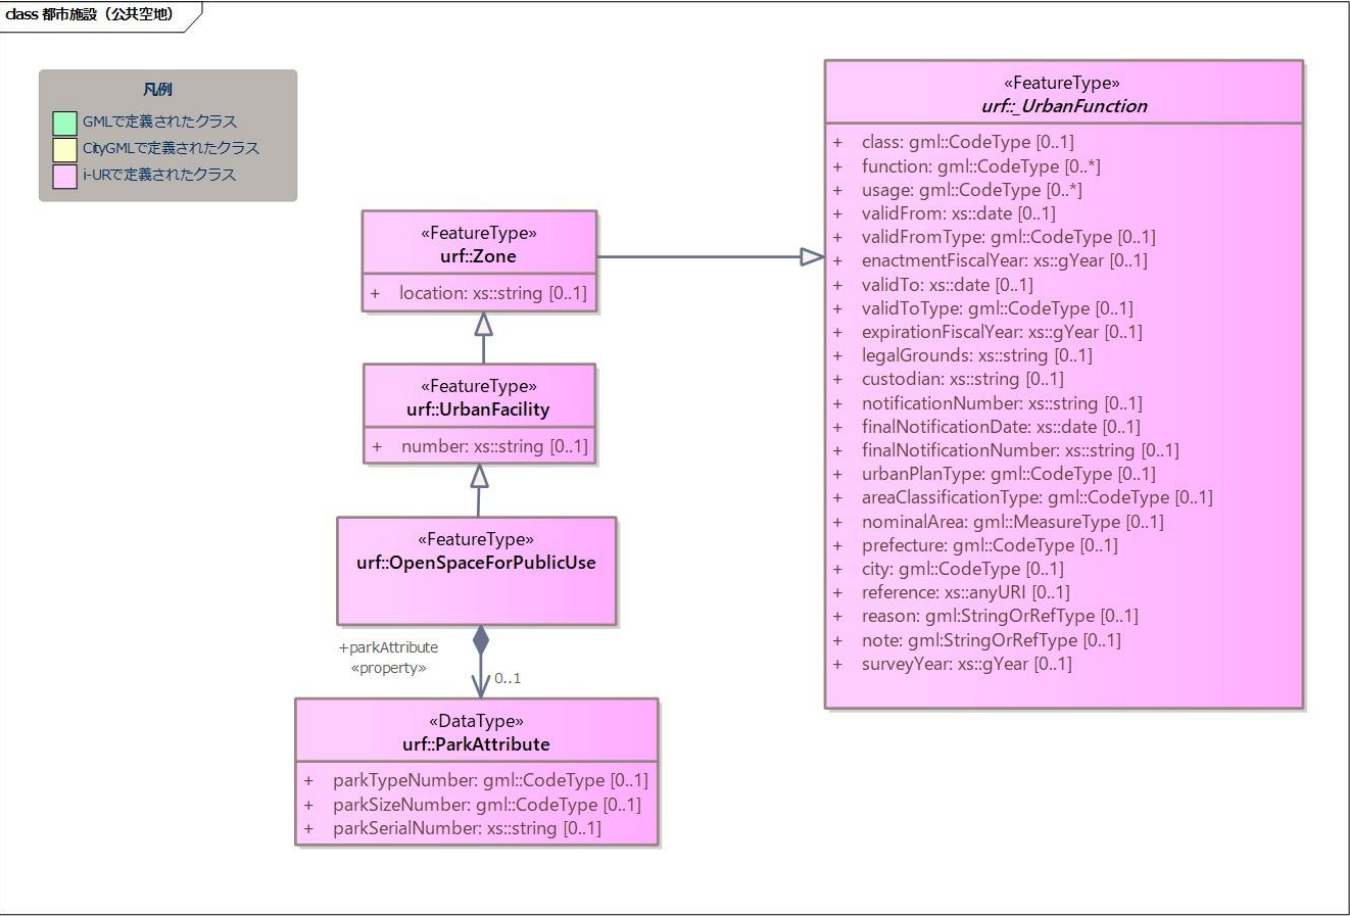 class 都市施設（公共空地）
凡例
GMLで定義されたクラス
CityGMLで定義されたクラス
i-URで定義されたクラス
«FeatureType»
urf::_UrbanFunction
+ class: gml::CodeType [0..1]
+ function: gml::CodeType [0..*]
+ usage: gml::CodeType [0..*]
+ validFrom: xs::date [0..1]
+ validFromType: gml::CodeType [0..1]
+ enactmentFiscalYear: xs::gYear [0..1]
+ validTo: xs::date [0..1]
+ validToType: gml::CodeType [0..1]
+ expirationFiscalYear: xs::gYear [0..1]
+ legalGrounds: xs::string [0..1]
+ custodian: xs::string [0..1]
+ notificationNumber: xs::string [0..1]
+ finalNotificationDate: xs::date [0..1]
+ finalNotificationNumber: xs::string [0..1]
+ urbanPlanType: gml::CodeType [0..1]
+ areaClassificationType: gml::CodeType [0..1]
+ nominalArea: gml::MeasureType [0..1]
+ prefecture: gml::CodeType [0..1]
+ city: gml::CodeType [0..1]
+ reference: xs::anyURI [0..1]
+ reason: gml:StringOrRefType [0..1]
+ note: gml:StringOrRefType [0..1]
+ surveyYear: xs::gYear [0..1]
«FeatureType»
urf::Zone
+ location: xs::string [0..1]
«FeatureType»
urf::UrbanFacility
+ number: xs::string [0..1]
«FeatureType»
urf::OpenSpaceForPublicUse
+parkAttribute
«property»
0..1
«DataType»
urf::ParkAttribute
+ parkTypeNumber: gml::CodeType [0..1]
+ parkSizeNumber: gml::CodeType [0..1]
+ parkSerialNumber: xs::string [0..1]